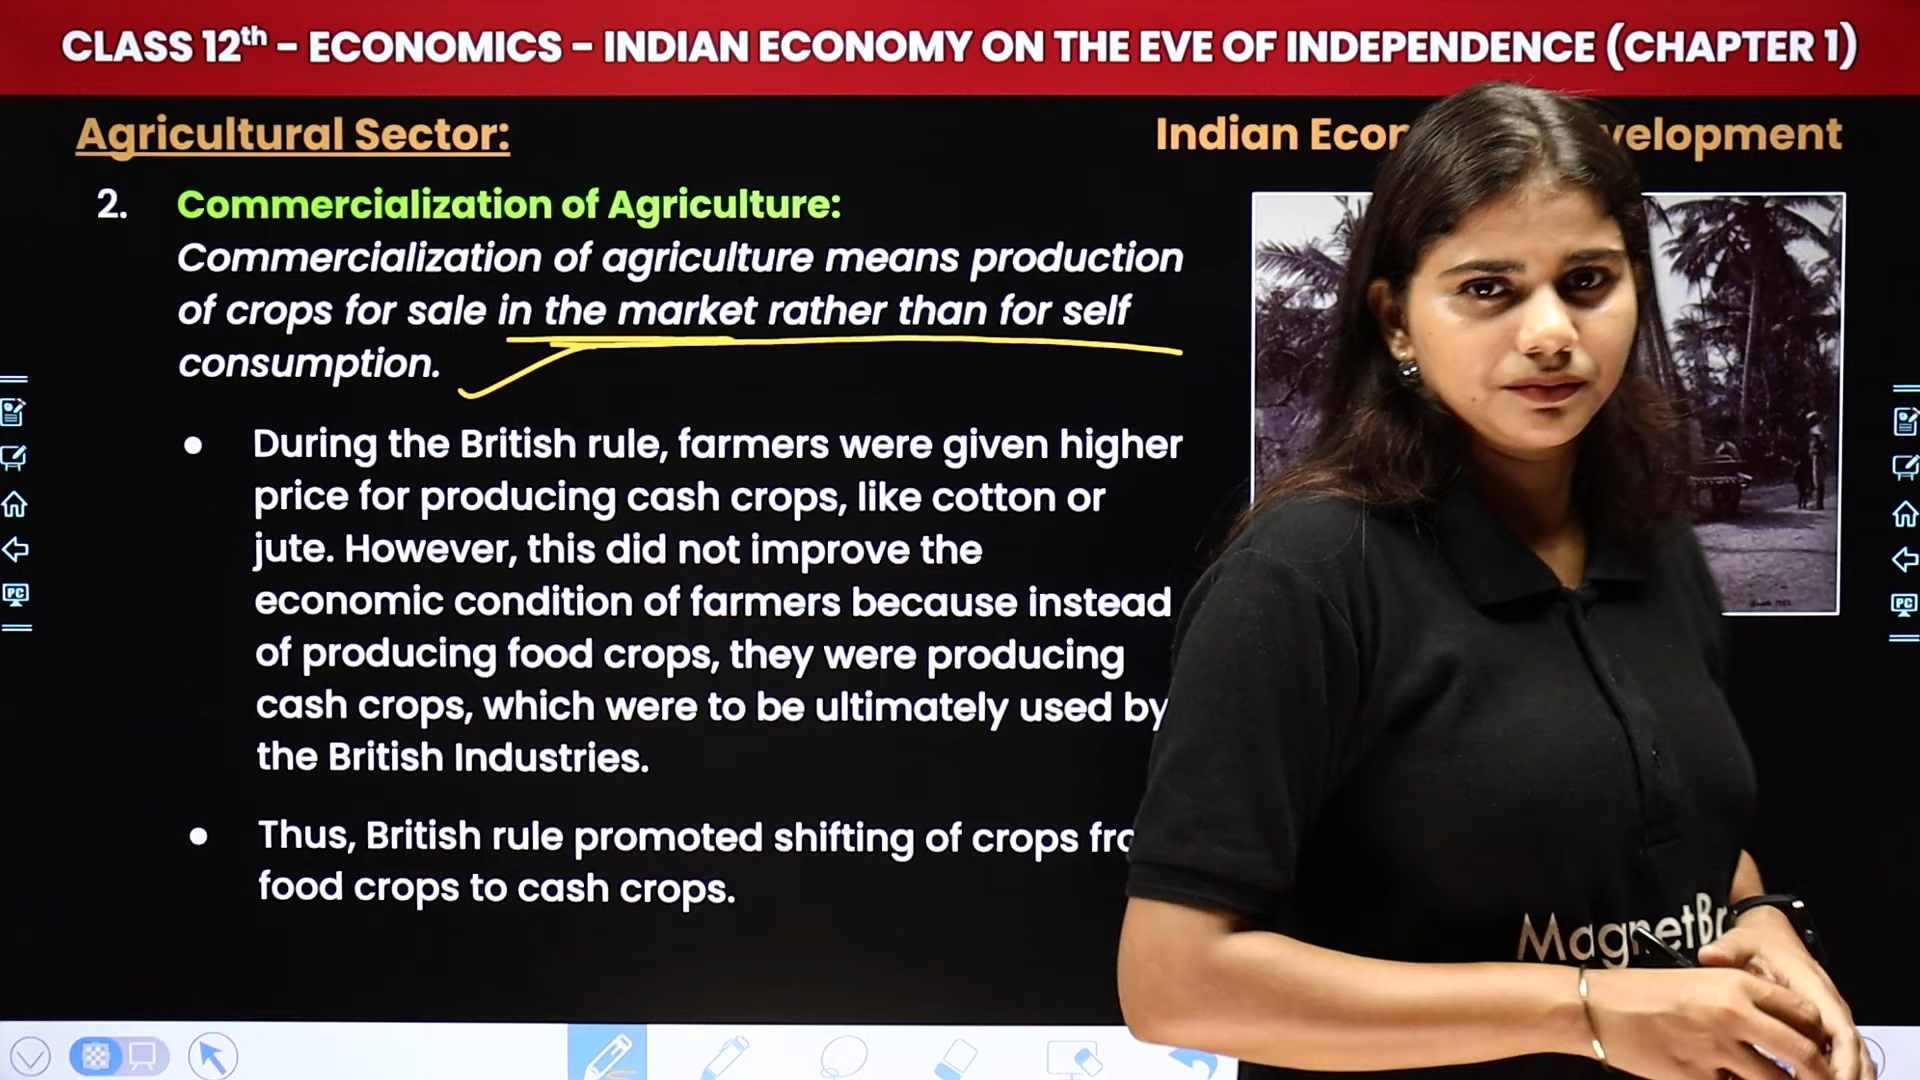 CLASS 12th – ECONOMICS – INDIAN ECONOMY ON THE EVE OF INDEPENDENCE (CHAPTER 1)
Agricultural Sector:
Indian
2. Commercialization of Agriculture:
Commercialization of agriculture means production
of crops for sale in the market rather than for self
consumption.
● During the British rule, farmers were given higher
price for producing cash crops, like cotton or
jute. However, this did not improve the
economic condition of farmers because instead
of producing food crops, they were producing
cash crops, which were to be ultimately used by
the British Industries.
● Thus, British rule promoted shifting of crops
food crops to cash crops.
PC
PC